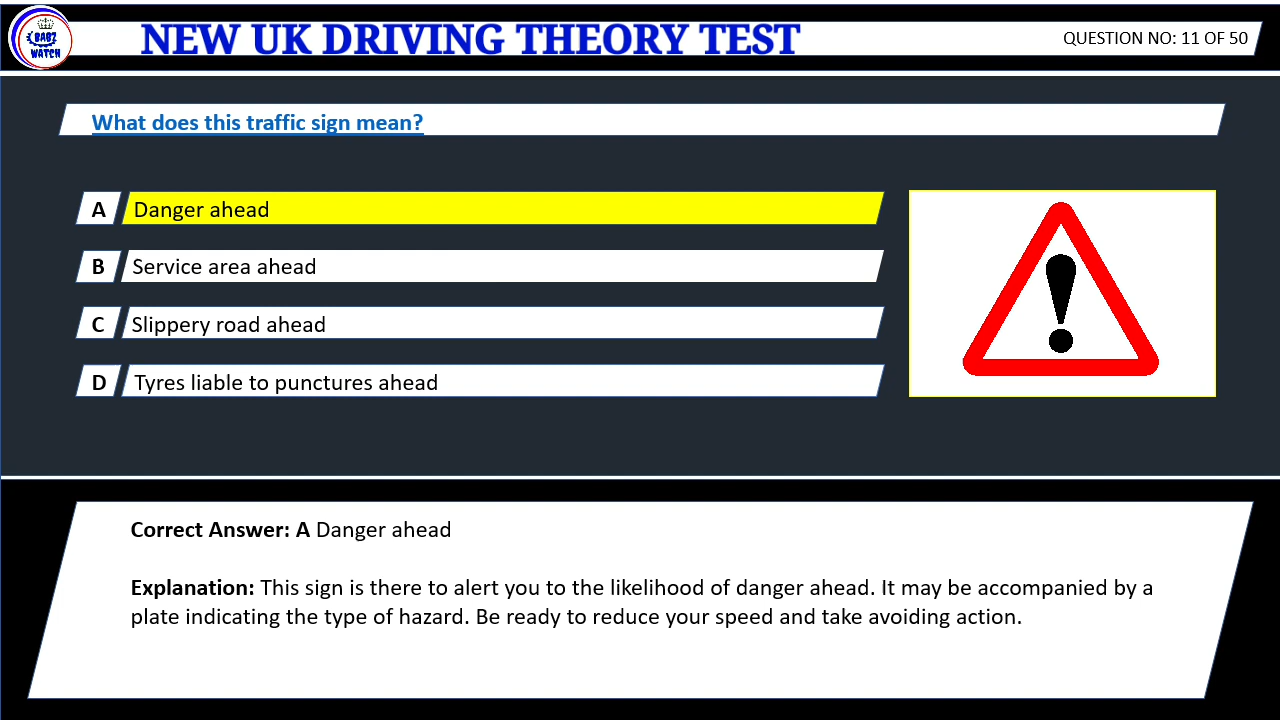 BABZ
WATCH
NEW UK DRIVING THEORY TEST
QUESTION NO: 11 OF 50
What does this traffic sign mean?
A Danger ahead
B Service area ahead
C Slippery road ahead
D Tyres liable to punctures ahead
!
Correct Answer: A Danger ahead
Explanation: This sign is there to alert you to the likelihood of danger ahead. It may be accompanied by a
plate indicating the type of hazard. Be ready to reduce your speed and take avoiding action.